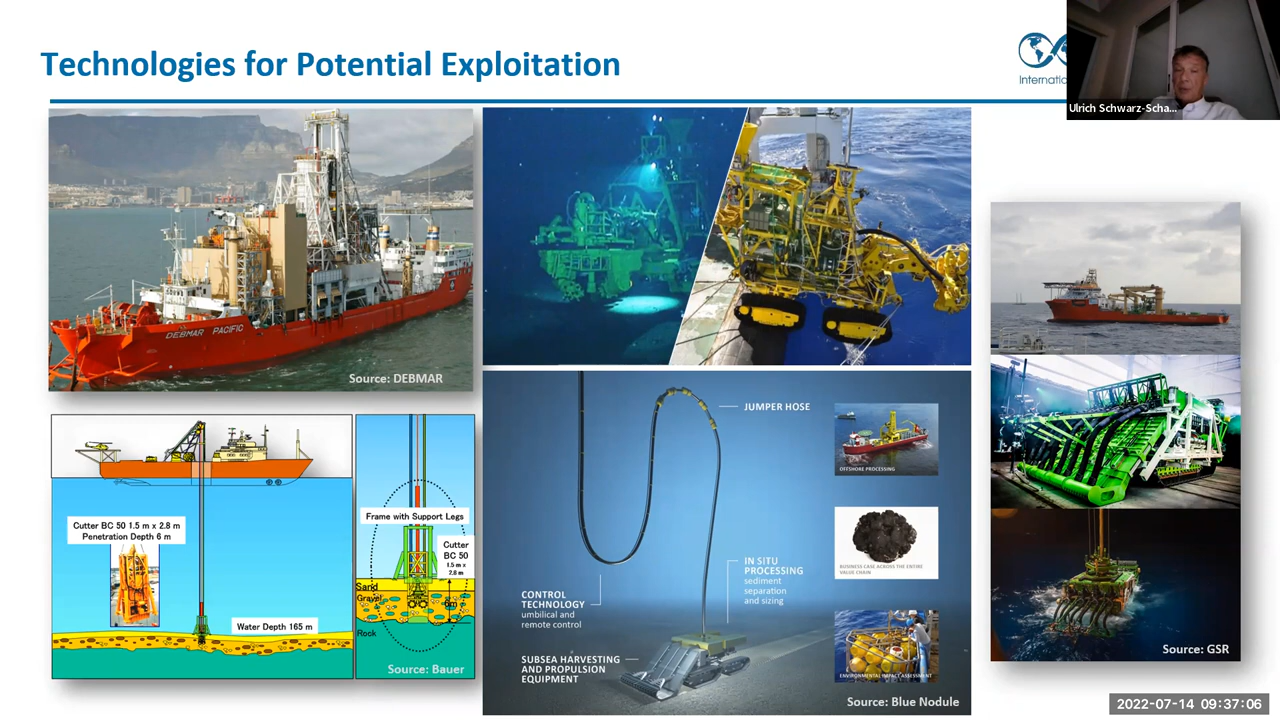 Technologies for Potential Exploitation
Internatio
Ulrich Schwarz-Scha...
DEBMAR PACIFIC
Source: DEBMAR
Cutter BC 50 1.5 m x 2.8 m
Penetration Depth 6 m
Water Depth 165 m
Frame with Support Legs
Cutter
BC 50
1.5 m x
2.8 m
Sand
Gravel
6m
Rock
Source: Bauer
JUMPER HOSE
OFFSHORE PROCESSING
BUSINESS CASE ACROSS THE ENTIRE
VALUE CHAIN
IN SITU
PROCESSING
sediment
separation
and sizing
CONTROL
TECHNOLOGY
umbilical and
remote control
SUBSEA HARVESTING
AND PROPULSION
EQUIPMENT
ENVIRONMENTAL IMPACT ASSESSMENT
Source: Blue Nodule
Source: GSR
2022-07-14 09:37:06